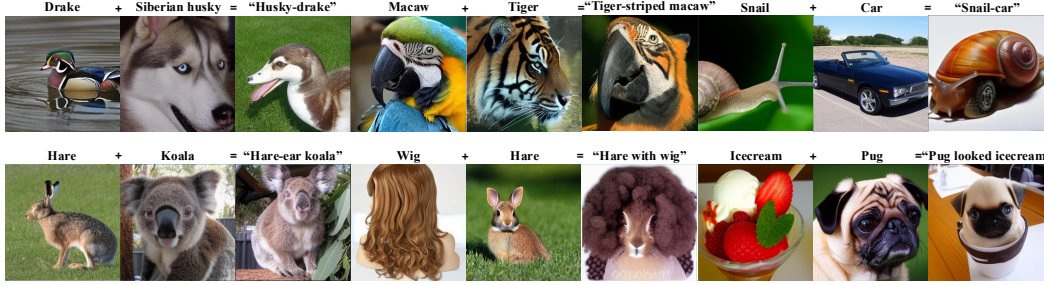 Drake + Siberian husky = “Husky-drake” Macaw + Tiger =“Tiger-striped macaw” Snail + Car = “Snail-car”
Hare + Koala = “Hare-ear koala” Wig + Hare = “Hare with wig” Icecream + Pug =“Pug looked icecream